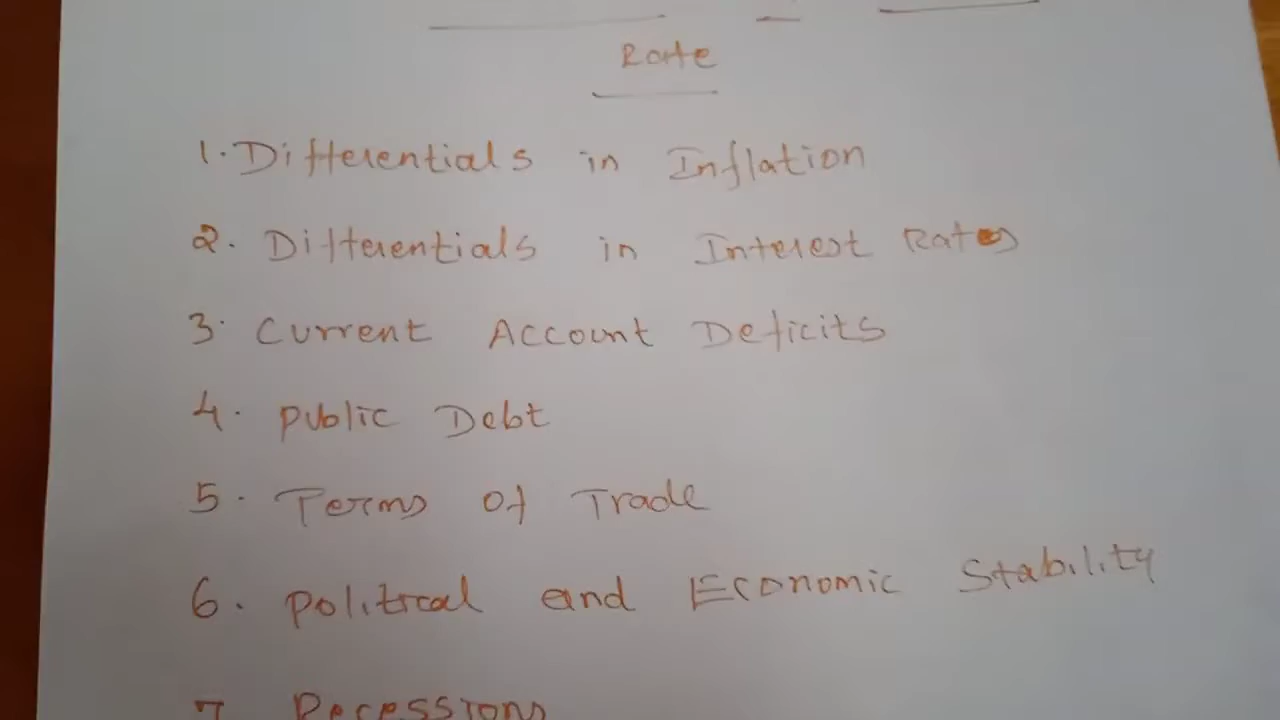 Rate
1. Differentials in Inflation
2. Differentials in Interest Rates
3. Current Account Deficits
4. Public Debt
5. Terms of Trade
6. Political and Economic Stability
7 Recessions